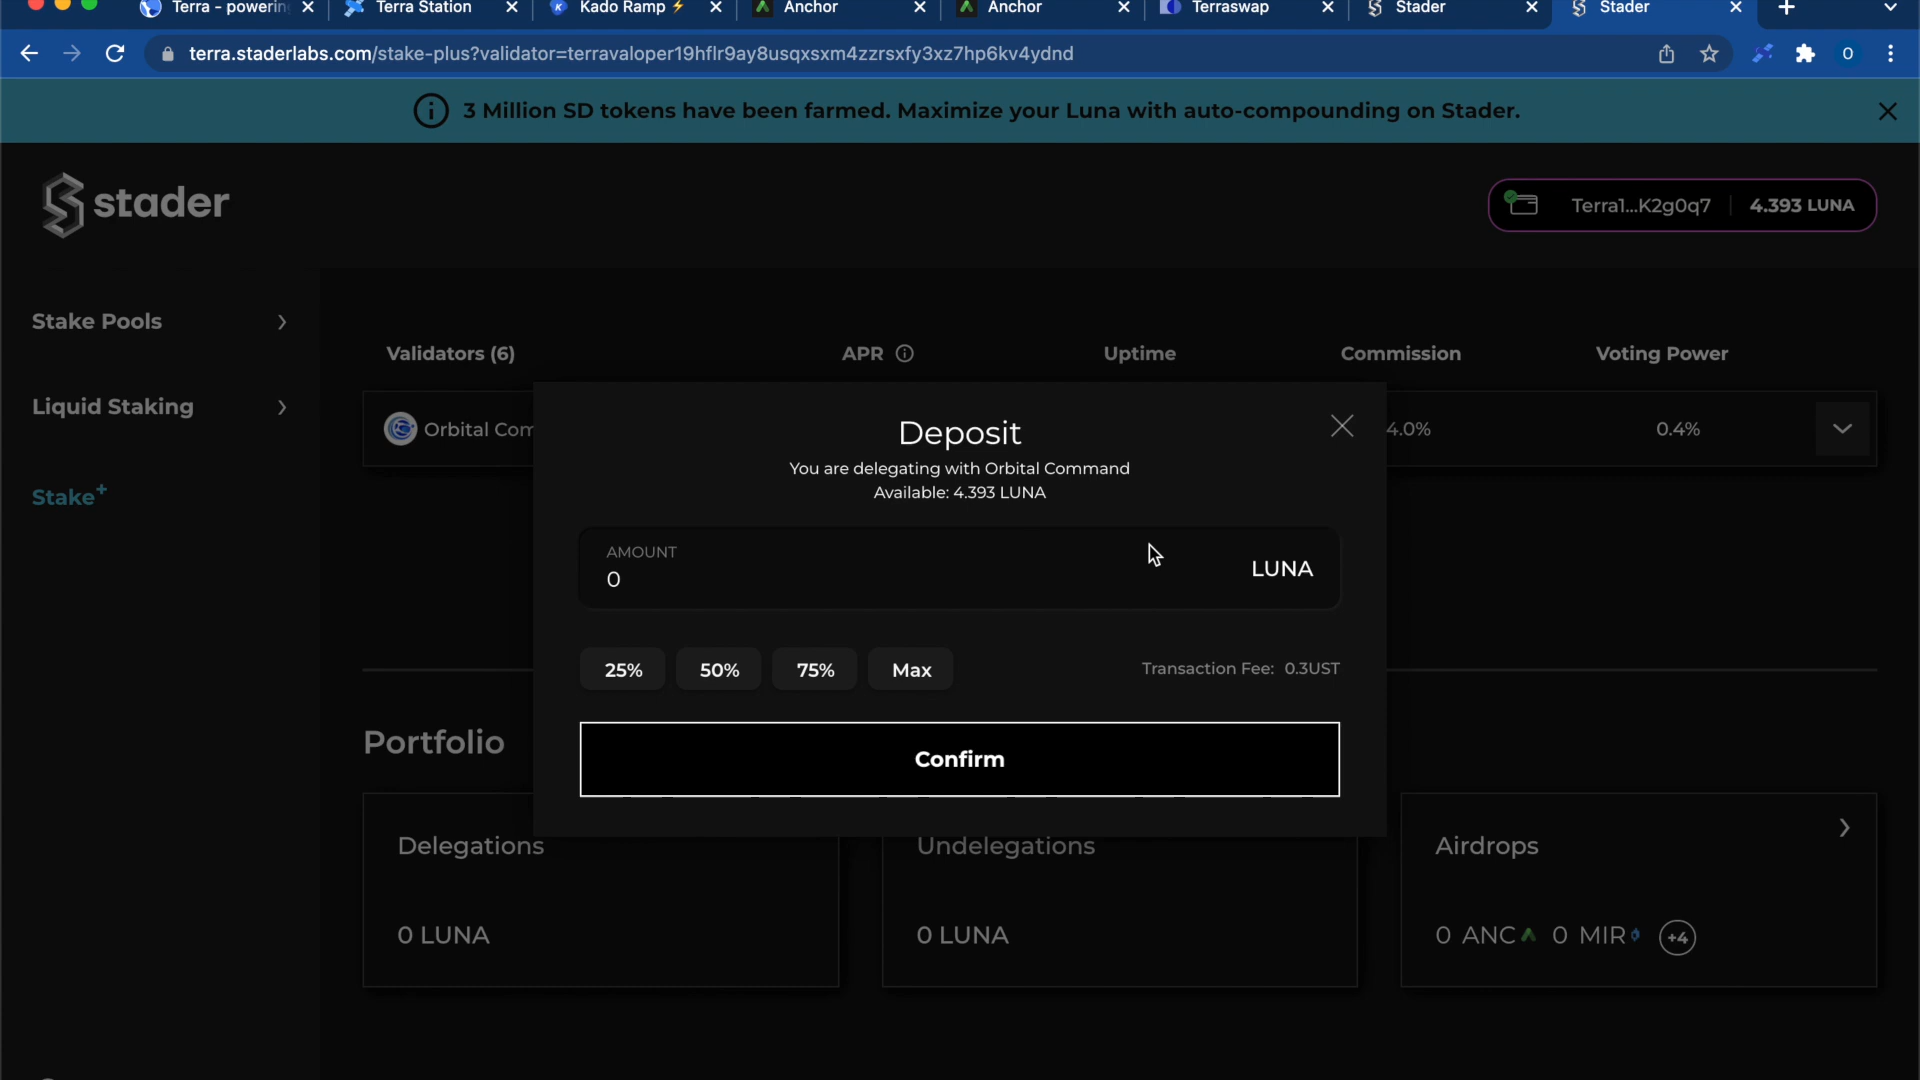 Terra - powerin
Terra Station
Kado Ramp⚡
Anchor
Anchor
Terraswap
Stader
Stader
terra.staderlabs.com/stake-plus?validator=terravaloper19hflr9ay8usqxsxm4zzrsxfy3xz7hp6kv4ydnd
O
3 Million SD tokens have been farmed. Maximize your Luna with auto-compounding on Stader.
stader
Terra1...K2g0q7
4.393 LUNA
Stake Pools
Liquid Staking
Stake+
Validators (6)
APR
Uptime
Commission
Voting Power
Orbital Com
4.0%
0.4%
Deposit
You are delegating with Orbital Command
Available: 4.393 LUNA
AMOUNT
0
LUNA
25%
50%
75%
Max
Transaction Fee: 0.3UST
Confirm
Portfolio
Delegations
0 LUNA
Undelegations
0 LUNA
Airdrops
0 ANC
0 MIR
+4